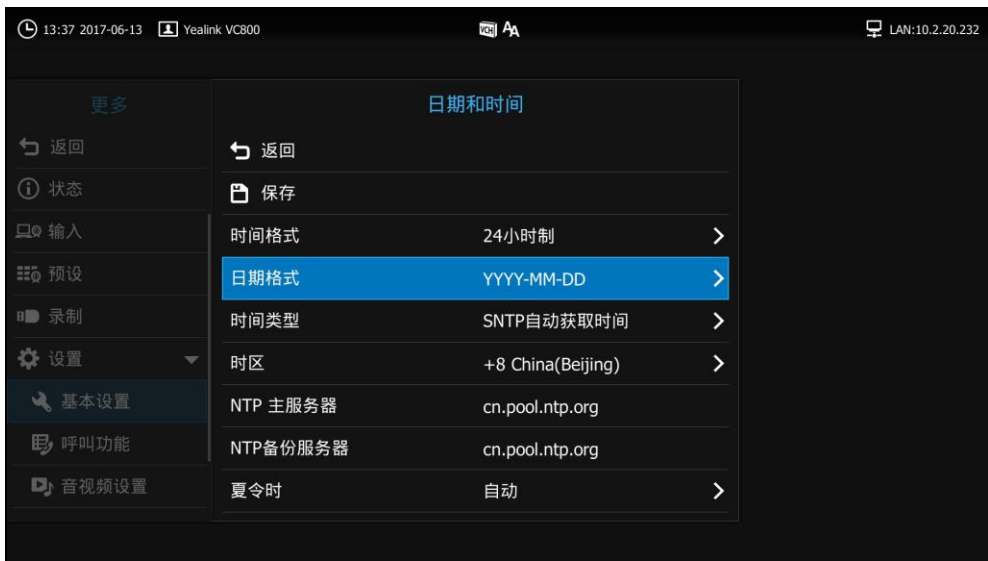 13:37 2017-06-13 Yealink VC800 VCH AA LAN:10.2.20.232
更多
返回
状态
输入
预设
录制
设置
基本设置
呼叫功能
音视频设置
日期和时间
返回
保存
时间格式 24小时制
日期格式 YYYY-MM-DD
时间类型 SNTP自动获取时间
时区 +8 China(Beijing)
NTP 主服务器 cn.pool.ntp.org
NTP备份服务器 cn.pool.ntp.org
夏令时 自动